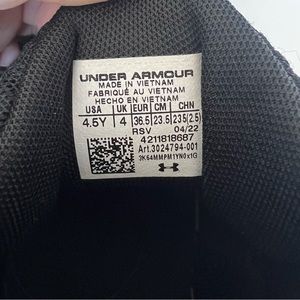 UNDER ARMOUR
MADE IN VIETNAM
FABRIQUÉ AU VIETNAM
HECHO EN VIETNAM
USA UK EUR CM CHN
4.5Y 4 36.5 23.5 235(2.5)
RSV 04/22
4211818687
Art.3024794-001
3K64MMPM1YN0x1G